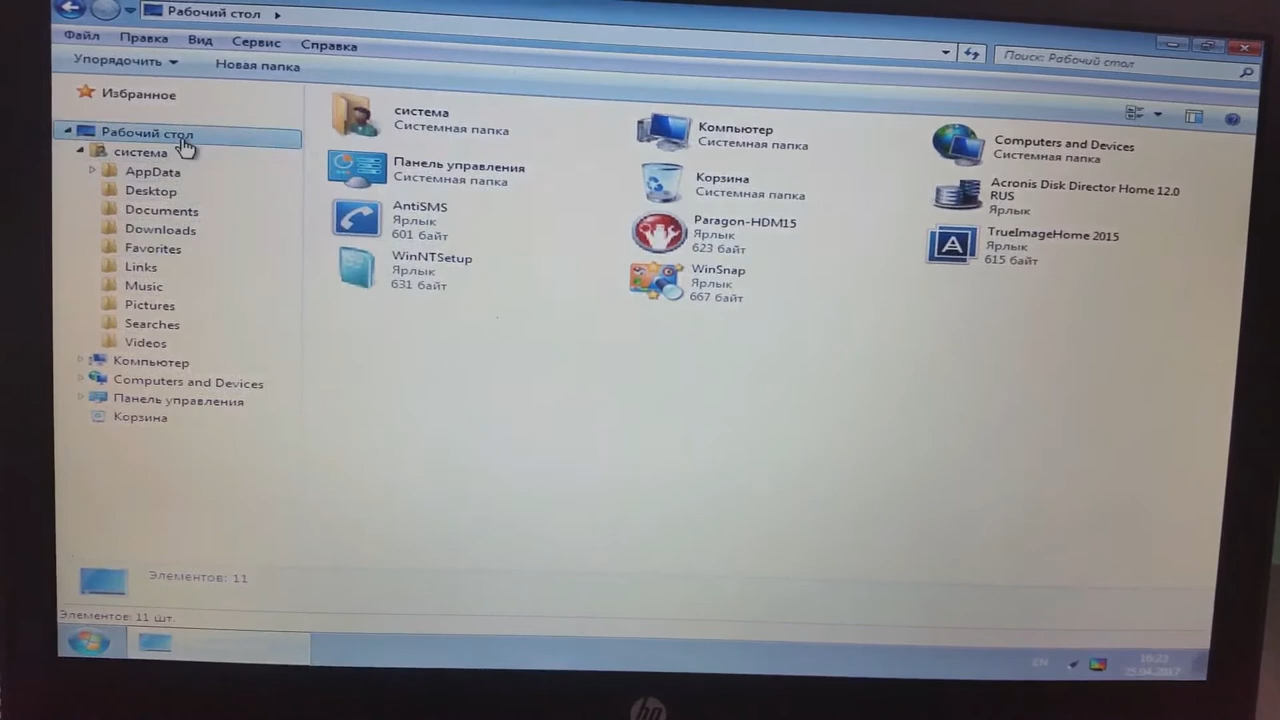 Рабочий стол
Поиск: Рабочий стол
Файл Правка Вид Сервис Справка
Упорядочить Новая папка
Избранное
Рабочий стол
система
AppData
Desktop
Documents
Downloads
Favorites
Links
Music
Pictures
Searches
Videos
Компьютер
Computers and Devices
Панель управления
Корзина
система
Системная папка
Компьютер
Системная папка
Computers and Devices
Системная папка
Панель управления
Системная папка
Корзина
Системная папка
Acronis Disk Director Home 12.0
RUS
Ярлык
AntiSMS
Ярлык
601 байт
Paragon-HDM15
Ярлык
623 байт
TrueImageHome 2015
Ярлык
615 байт
WinNTSetup
Ярлык
631 байт
WinSnap
Ярлык
667 байт
Элементов: 11
Элементов: 11 шт.
EN
16:23
25.04.2017
hp